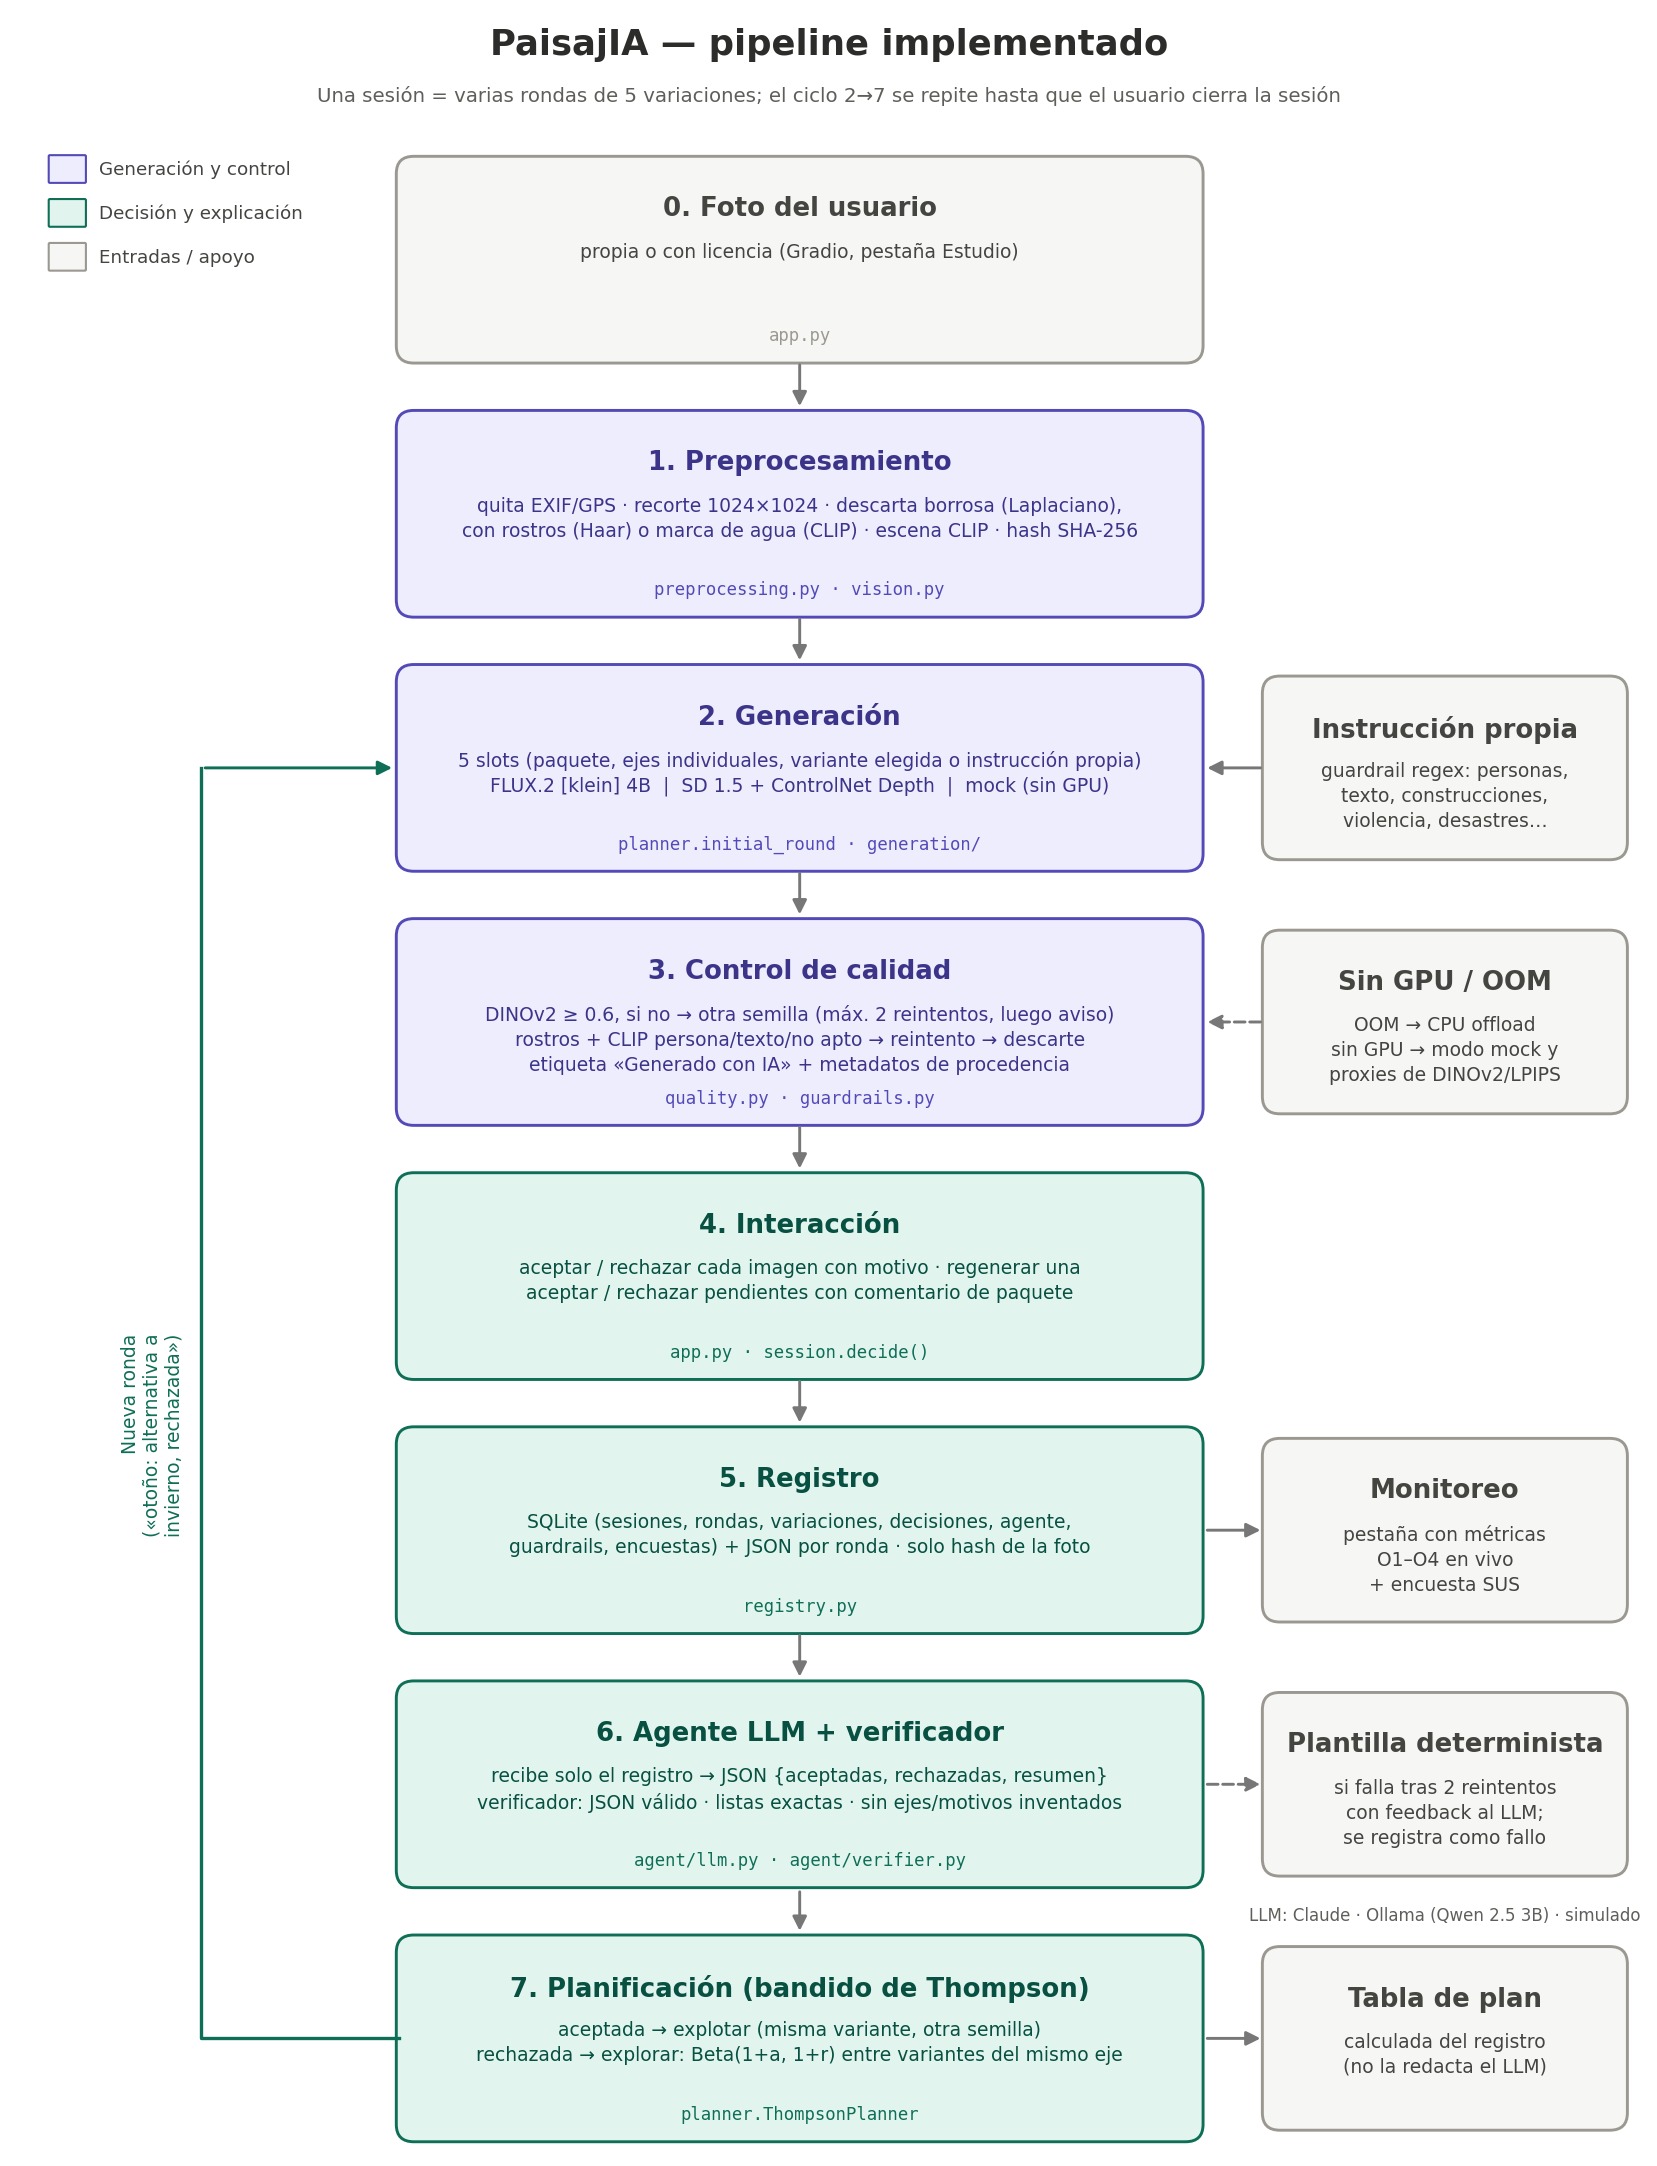 PaisajIA — pipeline implementado
Una sesión = varias rondas de 5 variaciones; el ciclo 2→7 se repite hasta que el usuario cierra la sesión
Generación y control
Decisión y explicación
Entradas / apoyo
0. Foto del usuario
propia o con licencia (Gradio, pestaña Estudio)
app.py
1. Preprocesamiento
quita EXIF/GPS · recorte 1024×1024 · descarta borrosa (Laplaciano),
con rostros (Haar) o marca de agua (CLIP) · escena CLIP · hash SHA-256
preprocessing.py · vision.py
2. Generación
5 slots (paquete, ejes individuales, variante elegida o instrucción propia)
FLUX.2 [klein] 4B | SD 1.5 + ControlNet Depth | mock (sin GPU)
planner.initial_round · generation/
Instrucción propia
guardrail regex: personas,
texto, construcciones,
violencia, desastres…
3. Control de calidad
DINOv2 ≥ 0.6, si no → otra semilla (máx. 2 reintentos, luego aviso)
rostros + CLIP persona/texto/no apto → reintento → descarte
etiqueta «Generado con IA» + metadatos de procedencia
quality.py · guardrails.py
Sin GPU / OOM
OOM → CPU offload
sin GPU → modo mock y
proxies de DINOv2/LPIPS
4. Interacción
aceptar / rechazar cada imagen con motivo · regenerar una
aceptar / rechazar pendientes con comentario de paquete
app.py · session.decide()
Nueva ronda
(«otoño: alternativa a
invierno, rechazada»)
5. Registro
SQLite (sesiones, rondas, variaciones, decisiones, agente,
guardrails, encuestas) + JSON por ronda · solo hash de la foto
registry.py
Monitoreo
pestaña con métricas
O1–O4 en vivo
+ encuesta SUS
6. Agente LLM + verificador
recibe solo el registro → JSON {aceptadas, rechazadas, resumen}
verificador: JSON válido · listas exactas · sin ejes/motivos inventados
agent/llm.py · agent/verifier.py
Plantilla determinista
si falla tras 2 reintentos
con feedback al LLM;
se registra como fallo
LLM: Claude · Ollama (Qwen 2.5 3B) · simulado
7. Planificación (bandido de Thompson)
aceptada → explotar (misma variante, otra semilla)
rechazada → explorar: Beta(1+a, 1+r) entre variantes del mismo eje
planner.ThompsonPlanner
Tabla de plan
calculada del registro
(no la redacta el LLM)